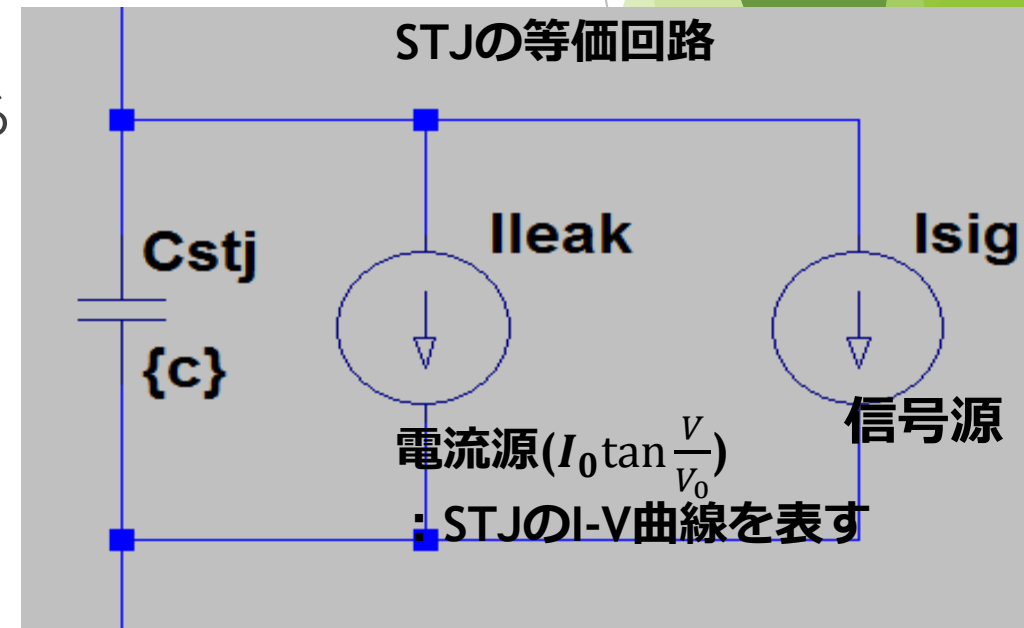 STJの等価回路
る
Cstj
{c}
Ileak
Isig
信号源
電流源(I₀tan V/V₀)
：STJのI-V曲線を表す